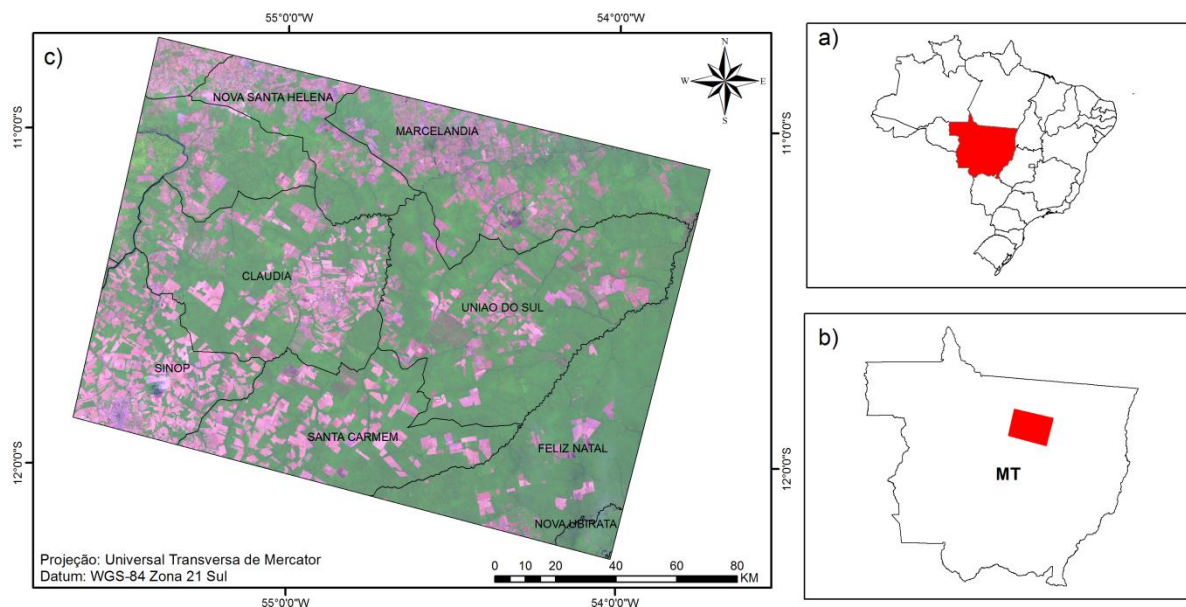 55°0'0"W
54°0'0"W
c)
N
W
E
S
NOVA SANTA HELENA
MARCELANDIA
11°0'0"S
11°0'0"S
CLAUDIA
UNIAO DO SUL
SINOP
SANTA CARMEM
FELIZ NATAL
12°0'0"S
12°0'0"S
NOVA UBIRATA
Projeção: Universal Transversa de Mercator
Datum: WGS-84 Zona 21 Sul
0 10 20 40 60 80
KM
55°0'0"W
54°0'0"W
a)
b)
MT